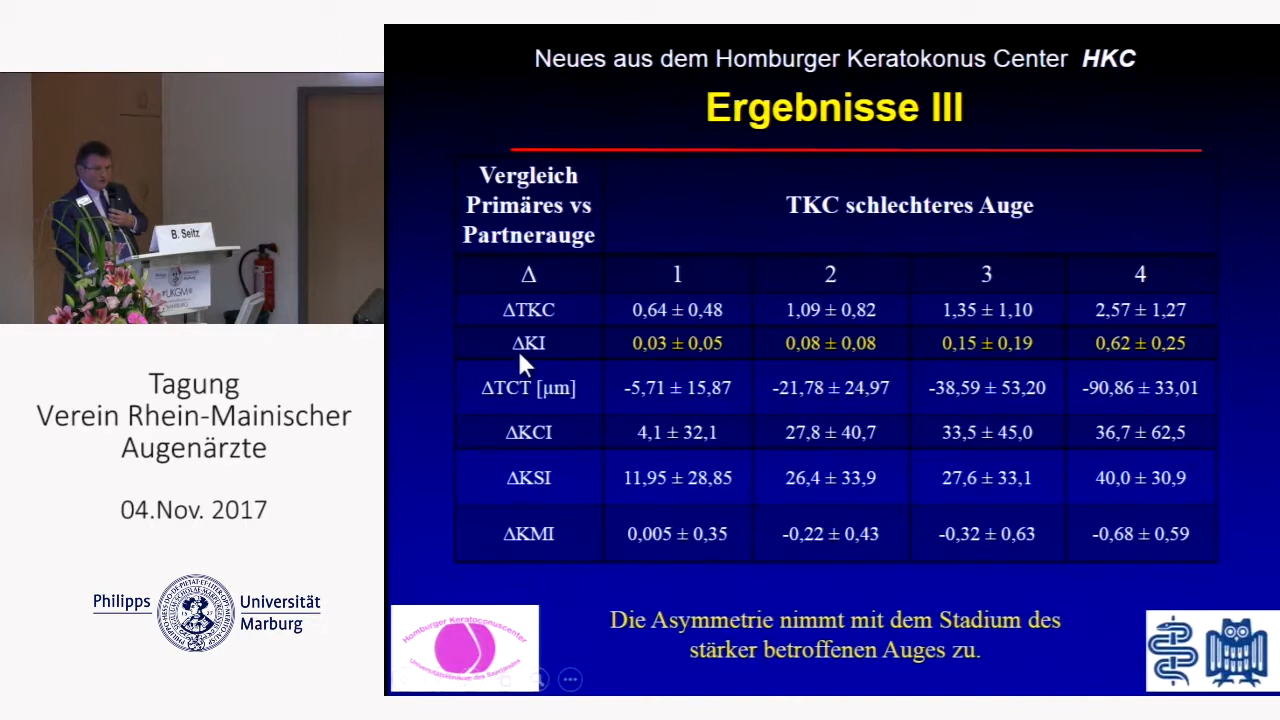 Neues aus dem Homburger Keratokonus Center HKC
Ergebnisse III
Vergleich
Primäres vs
Partnerauge
TKC schlechteres Auge
Δ 1 2 3 4
ΔTKC 0,64 ± 0,48 1,09 ± 0,82 1,35 ± 1,10 2,57 ± 1,27
ΔKI 0,03 ± 0,05 0,08 ± 0,08 0,15 ± 0,19 0,62 ± 0,25
ΔTCT [µm] -5,71 ± 15,87 -21,78 ± 24,97 -38,59 ± 53,20 -90,86 ± 33,01
ΔKCI 4,1 ± 32,1 27,8 ± 40,7 33,5 ± 45,0 36,7 ± 62,5
ΔKSI 11,95 ± 28,85 26,4 ± 33,9 27,6 ± 33,1 40,0 ± 30,9
ΔKMI 0,005 ± 0,35 -0,22 ± 0,43 -0,32 ± 0,63 -0,68 ± 0,59
Die Asymmetrie nimmt mit dem Stadium des
stärker betroffenen Auges zu.
Homburger Keratoconuscenter
Universitätsklinikum des Saarlandes
B. Seitz
Philipps Universität
Marburg
UKGM
Tagung
Verein Rhein-Mainischer
Augenärzte
04.Nov. 2017
Philipps Universität
Marburg